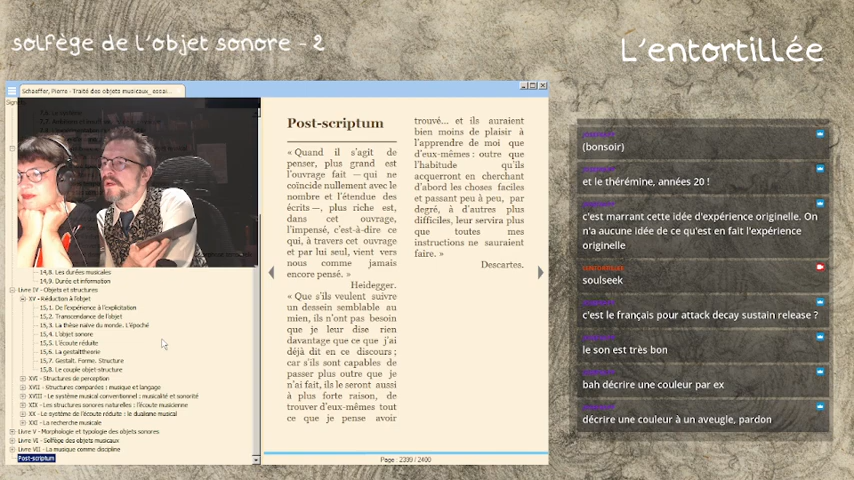 solfège de l'objet sonore - 2
L'entortillée
Schaeffer, Pierre - Traité des objets musicaux_ essai...
14,8. Les durées musicales
14,9. Durée et information
Livre IV - Objets et structures
XV - Réduction à l'objet
15,1. De l'expérience à l'explicitation
15,2. Transcendance de l'objet
15,3. La thèse naïve du monde. L'époché
15,4. L'objet sonore
15,5. L'écoute réduite
15,6. La gestalttheorie
15,7. Gestalt. Forme. Structure
15,8. Le couple objet-structure
XVI - Structures de perception
XVII - Structures comparées : musique et langage
XVIII - Le système musical conventionnel : musicalité et sonorité
XIX - Les structures sonores naturelles : l'écoute musicienne
XX - Le système de l'écoute réduite : le dualisme musical
XXI - La recherche musicale
Livre V - Morphologie et typologie des objets sonores
Livre VI - Solfège des objets musicaux
Livre VII - La musique comme discipline
Post-scriptum
Post-scriptum
« Quand il s'agit de
penser, plus grand est
l'ouvrage fait — qui ne
coïncide nullement avec le
nombre et l'étendue des
écrits —, plus riche est,
dans cet ouvrage,
l'impensé, c'est-à-dire ce
qui, à travers cet ouvrage
et par lui seul, vient vers
nous comme jamais
encore pensé. »
Heidegger.
« Que s'ils veulent suivre
un dessein semblable au
mien, ils n'ont pas besoin
que je leur dise rien
davantage que ce que j'ai
déjà dit en ce discours ;
car s'ils sont capables de
passer plus outre que je
n'ai fait, ils le seront aussi
à plus forte raison, de
trouver d'eux-mêmes tout
ce que je pense avoir
trouvé... et ils auraient
bien moins de plaisir à
l'apprendre de moi que
d'eux-mêmes : outre que
l'habitude qu'ils
acquerront en cherchant
d'abord les choses faciles
et passant peu à peu, par
degré, à d'autres plus
difficiles, leur servira plus
que toutes mes
instructions ne sauraient
faire. »
Descartes.
Page : 2399 / 2400
(bonsoir)
et le thérémine, années 20 !
c'est marrant cette idée d'expérience originelle. On
n'a aucune idée de ce qu'est en fait l'expérience
originelle
soulseek
c'est le français pour attack decay sustain release ?
le son est très bon
bah décrire une couleur par ex
décrire une couleur à un aveugle, pardon